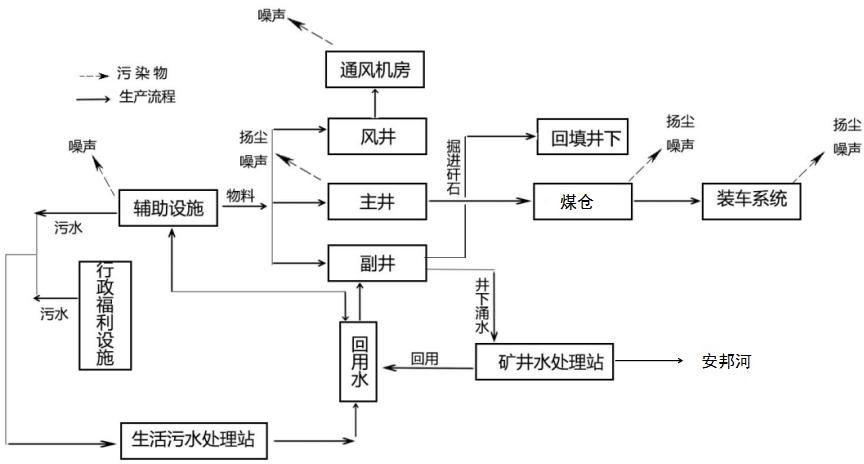 噪声
通风机房
污染物
生产流程
风井
扬尘
噪声
噪声
掘进矸石
回填井下
扬尘
噪声
扬尘
噪声
辅助设施
物料
主井
煤仓
装车系统
污水
副井
行政福利设施
污水
井下涌水
回用水
回用
矿井水处理站
安邦河
生活污水处理站